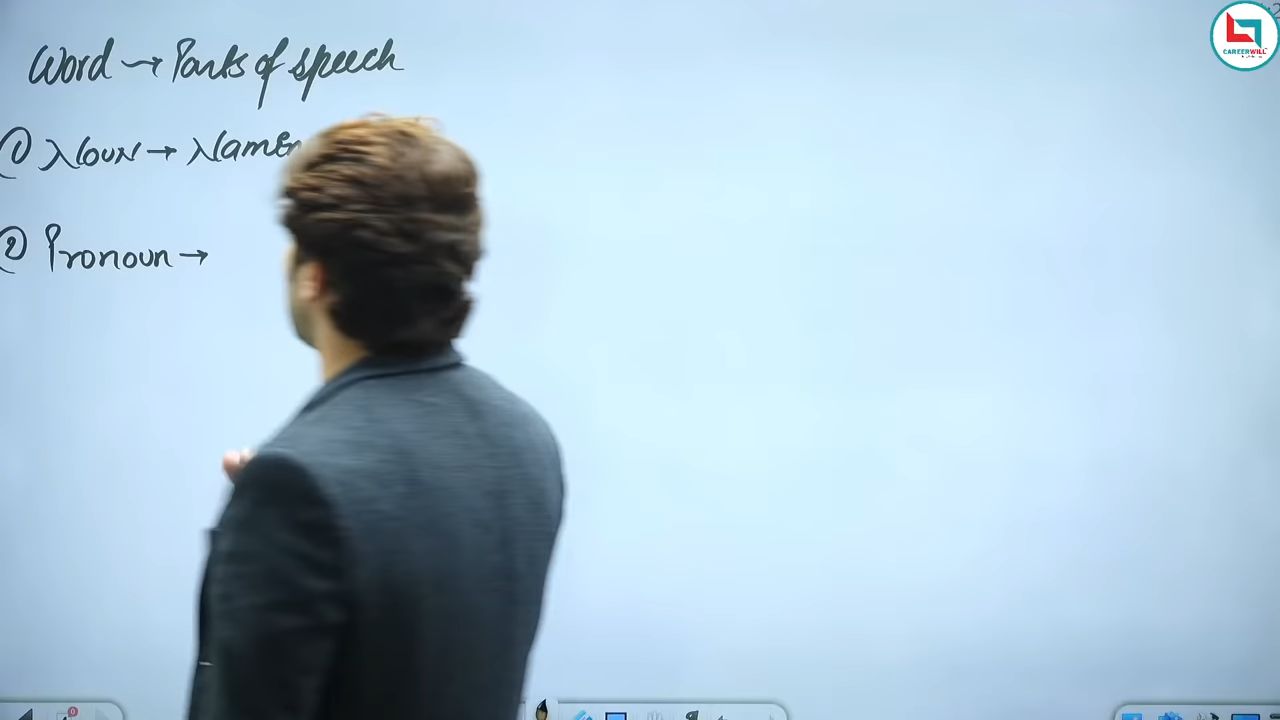 Word → Parts of speech
① Noun → Name
② Pronoun →
CAREERWILL